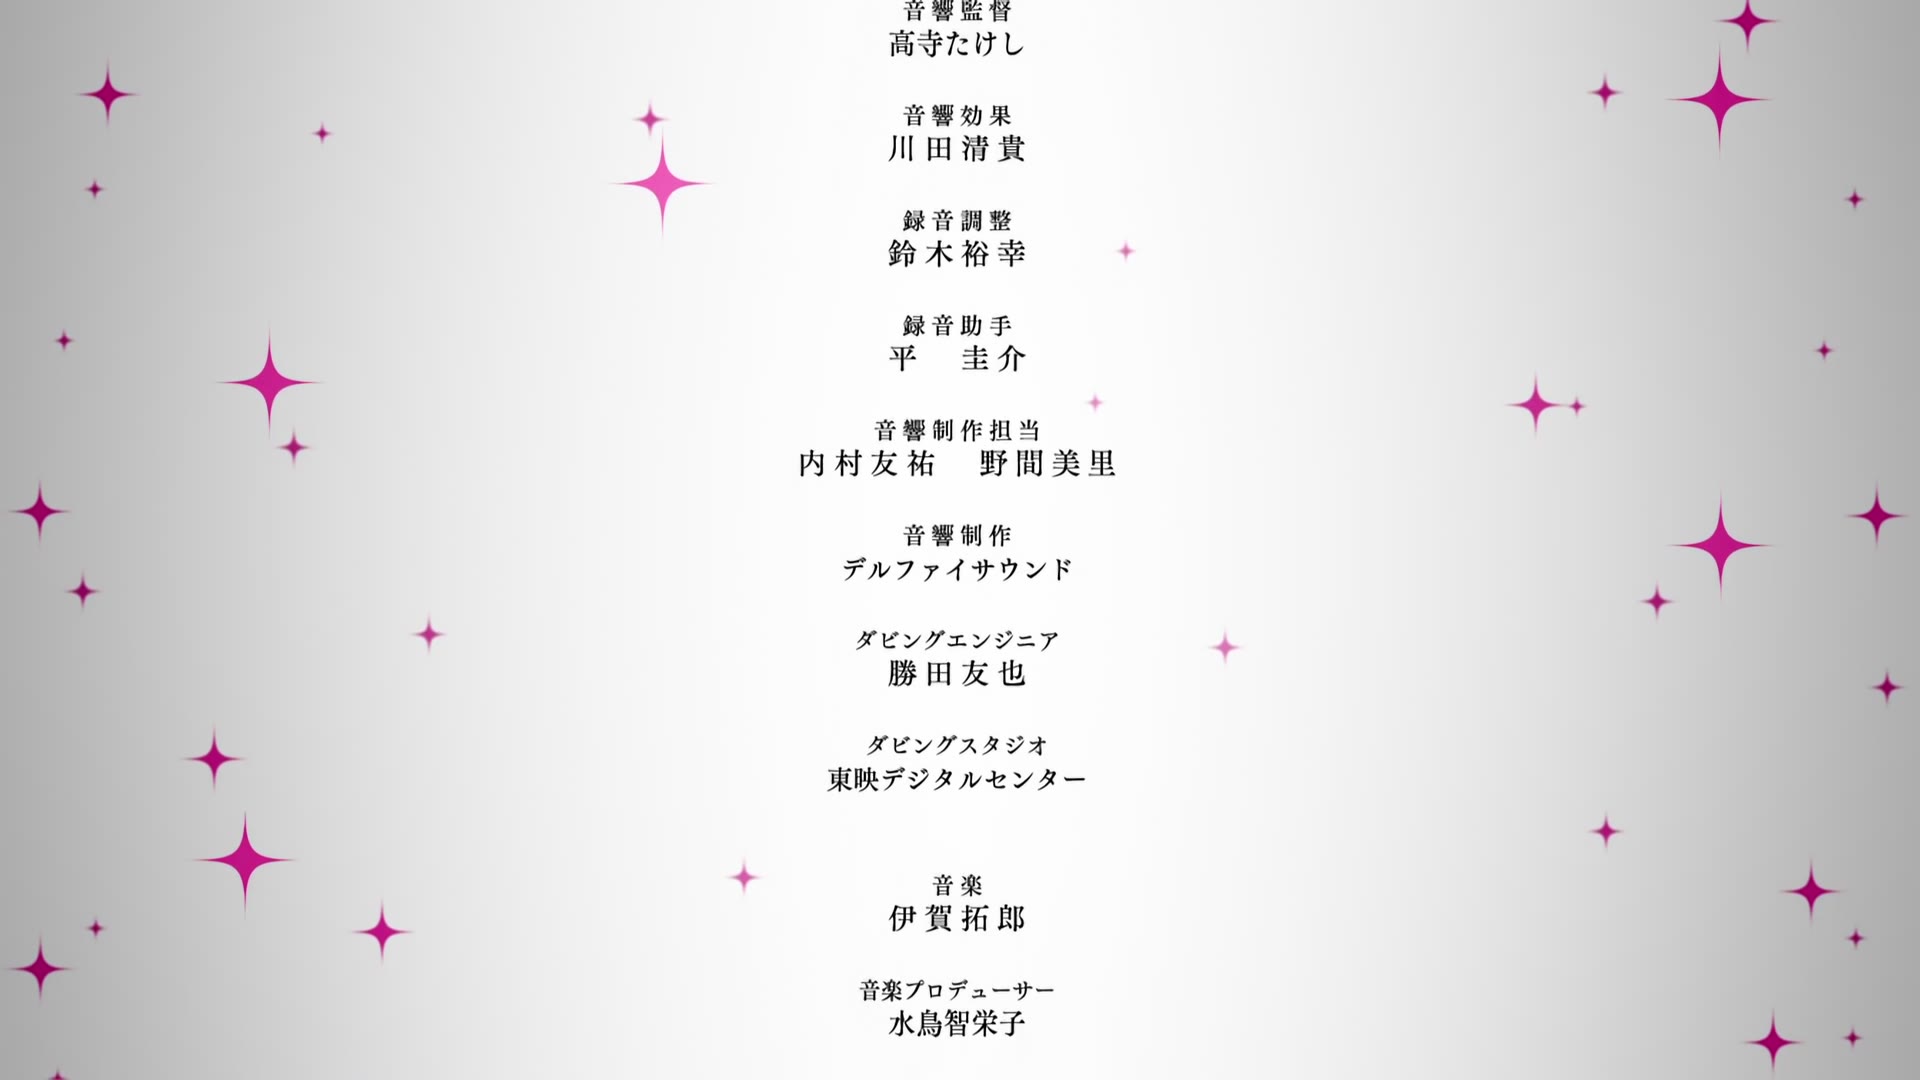 音響監督
高寺たけし
音響効果
川田清貴
録音調整
鈴木裕幸
録音助手
平　圭介
音響制作担当
内村友祐　野間美里
音響制作
デルファイサウンド
ダビングエンジニア
勝田友也
ダビングスタジオ
東映デジタルセンター
音楽
伊賀拓郎
音楽プロデューサー
水鳥智栄子